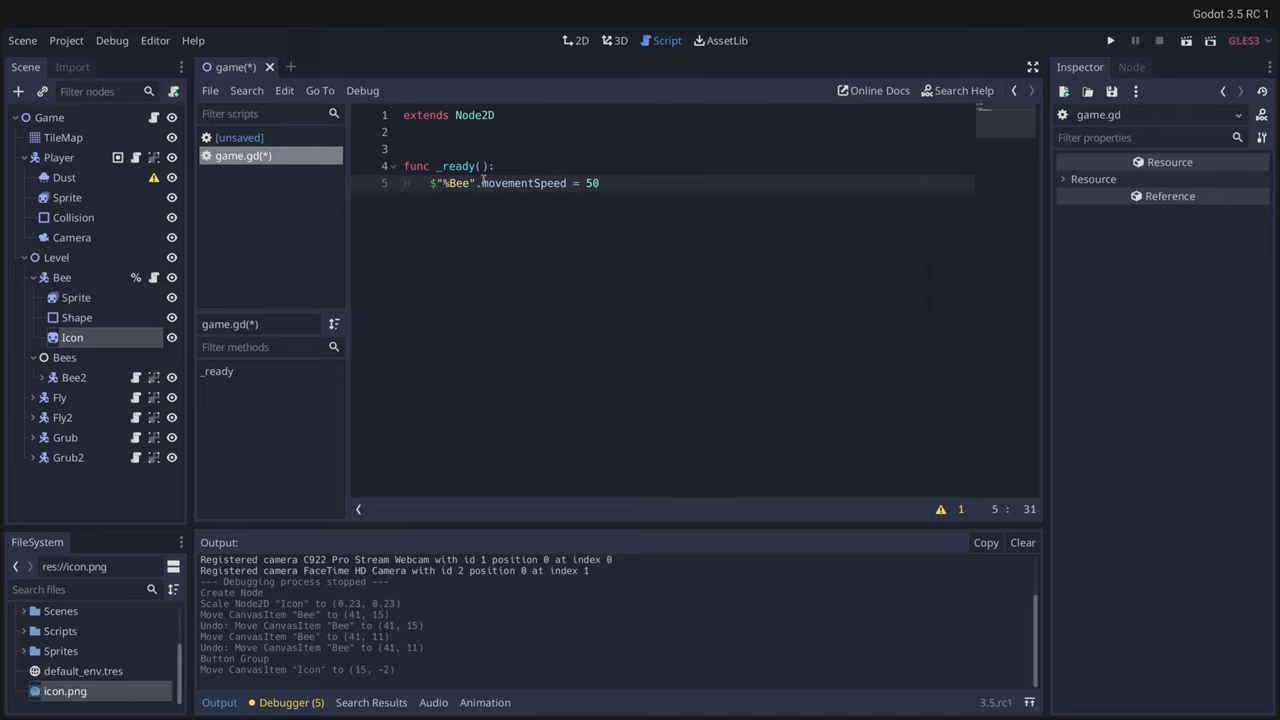 Godot 3.5 RC 1
Scene Project Debug Editor Help
2D 3D Script AssetLib
GLES3
Scene Import
Filter nodes
Game
TileMap
Player
Dust
Sprite
Collision
Camera
Level
Bee
%
Sprite
Shape
Icon
Bees
Bee2
Fly
Fly2
Grub
Grub2
FileSystem
res://icon.png
Search files
Scenes
Scripts
Sprites
default_env.tres
icon.png
game(*)
File Search Edit Go To Debug
Online Docs Search Help
Filter scripts
[unsaved]
game.gd(*)
game.gd(*)
Filter methods
_ready
1 extends Node2D
2
3
4 func _ready():
5 $"%Bee".movementSpeed = 50
1 5 : 31
Output:
Copy Clear
Registered camera C922 Pro Stream Webcam with id 1 position 0 at index 0
Registered camera FaceTime HD Camera with id 2 position 0 at index 1
--- Debugging process stopped ---
Create Node
Scale Node2D "Icon" to (0.23, 0.23)
Move CanvasItem "Bee" to (41, 15)
Undo: Move CanvasItem "Bee" to (41, 15)
Move CanvasItem "Bee" to (41, 11)
Undo: Move CanvasItem "Bee" to (41, 11)
Button Group
Move CanvasItem "Icon" to (15, -2)
Output Debugger (5) Search Results Audio Animation
3.5.rc1
Inspector Node
game.gd
Filter properties
Resource
Resource
Reference